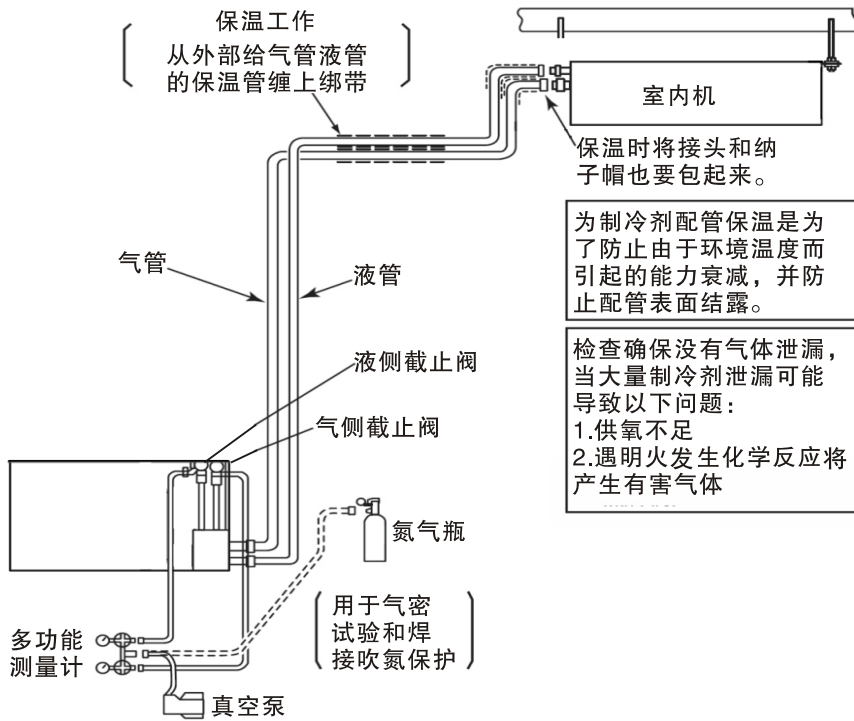 保温工作
从外部给气管液管
的保温管缠上绑带
室内机
保温时将接头和纳
子帽也要包起来。
为制冷剂配管保温是为
了防止由于环境温度而
引起的能力衰减，并防
止配管表面结露。
气管
液管
检查确保没有气体泄漏，
当大量制冷剂泄漏可能
导致以下问题：
1.供氧不足
2.遇明火发生化学反应将
产生有害气体
液侧截止阀
气侧截止阀
氮气瓶
用于气密
试验和焊
接吹氮保护
多功能
测量计
真空泵